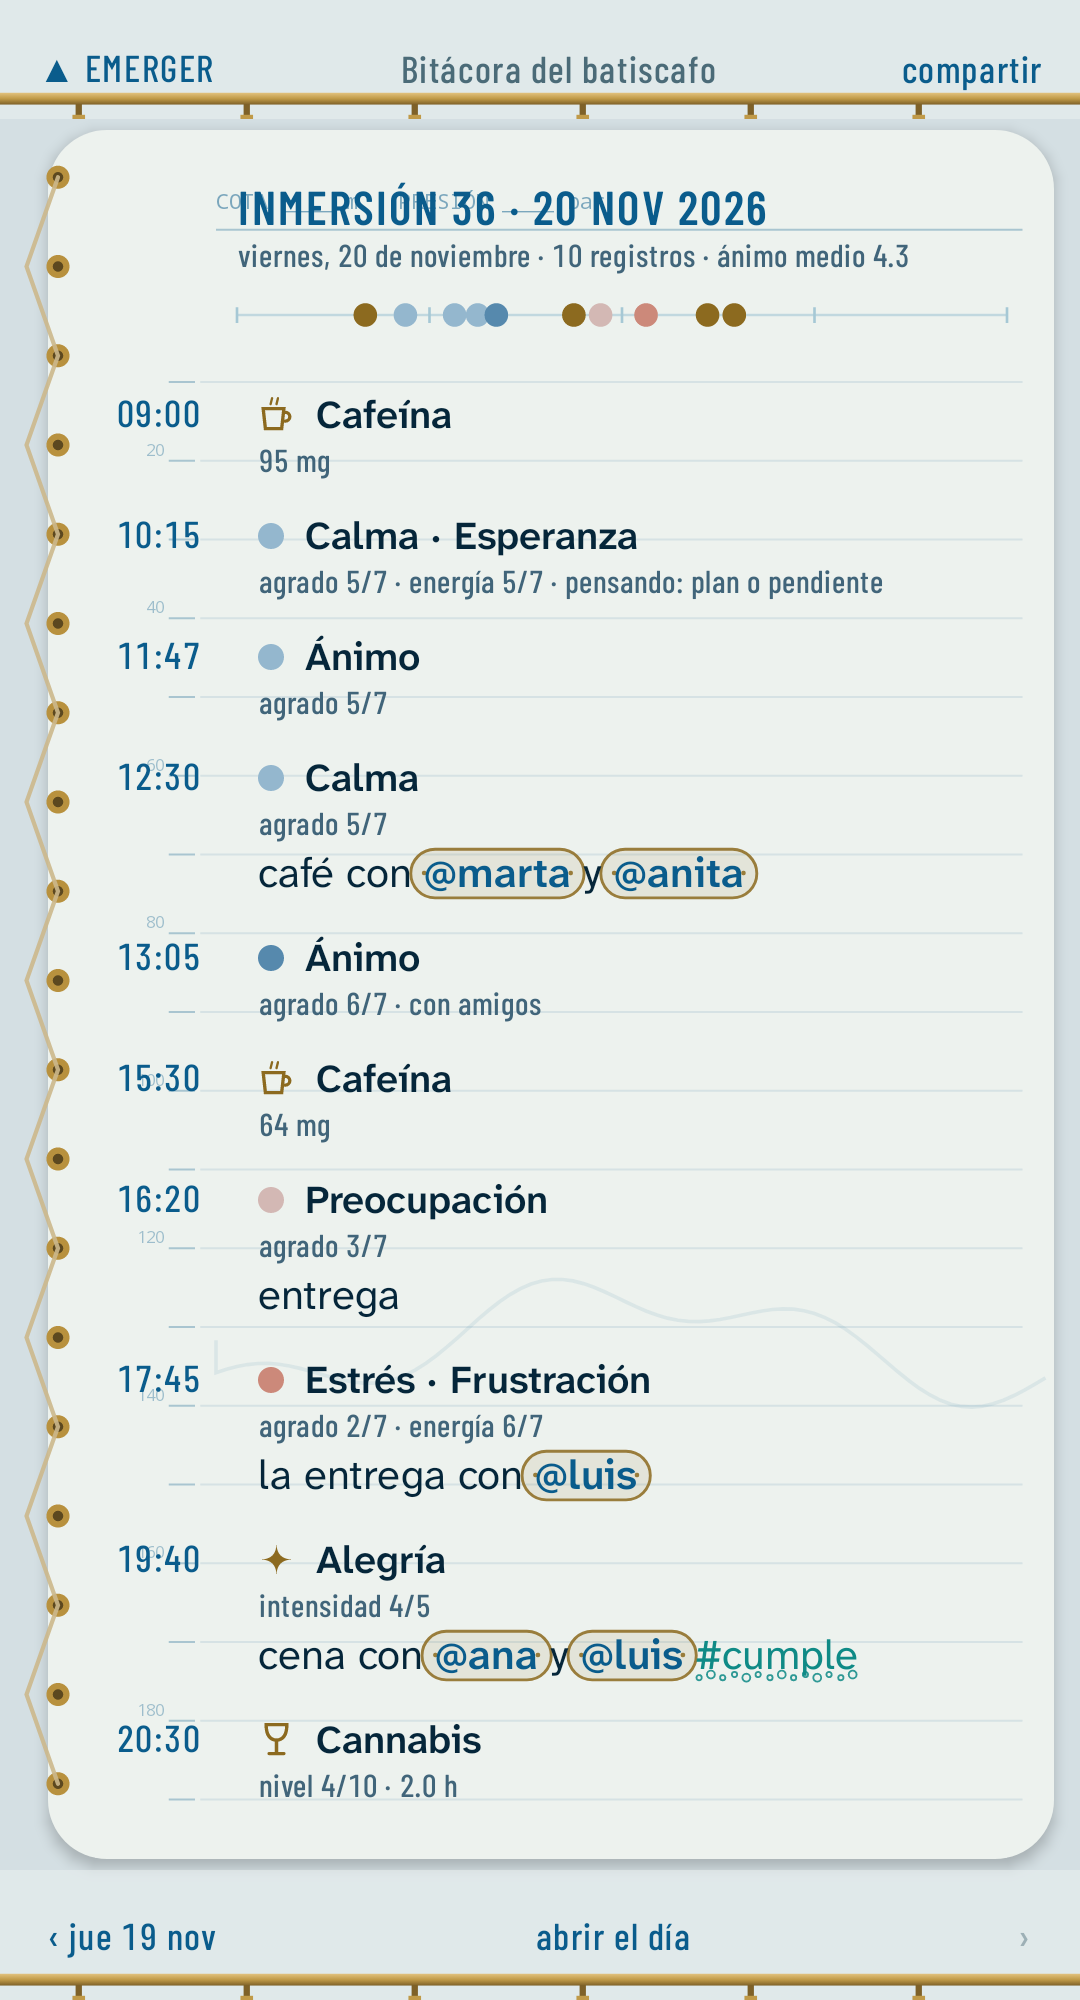 ▲ EMERGER
Bitácora del batiscafo
compartir
INMERSIÓN 36 · 20 NOV 2026
viernes, 20 de noviembre · 10 registros · ánimo medio 4.3
09:00 Cafeína
20
95 mg
10:15 Calma · Esperanza
agrado 5/7 · energía 5/7 · pensando: plan o pendiente
40
11:47 Ánimo
agrado 5/7
60
12:30 Calma
agrado 5/7
café con @marta y @anita
80
13:05 Ánimo
agrado 6/7 · con amigos
15:30 Cafeína
64 mg
16:20 Preocupación
120
agrado 3/7
entrega
17:45 Estrés · Frustración
140
agrado 2/7 · energía 6/7
la entrega con @luis
19:40 Alegría
intensidad 4/5
cena con @ana y @luis #cumple
180
20:30 Cannabis
nivel 4/10 · 2.0 h
‹ jue 19 nov
abrir el día
›